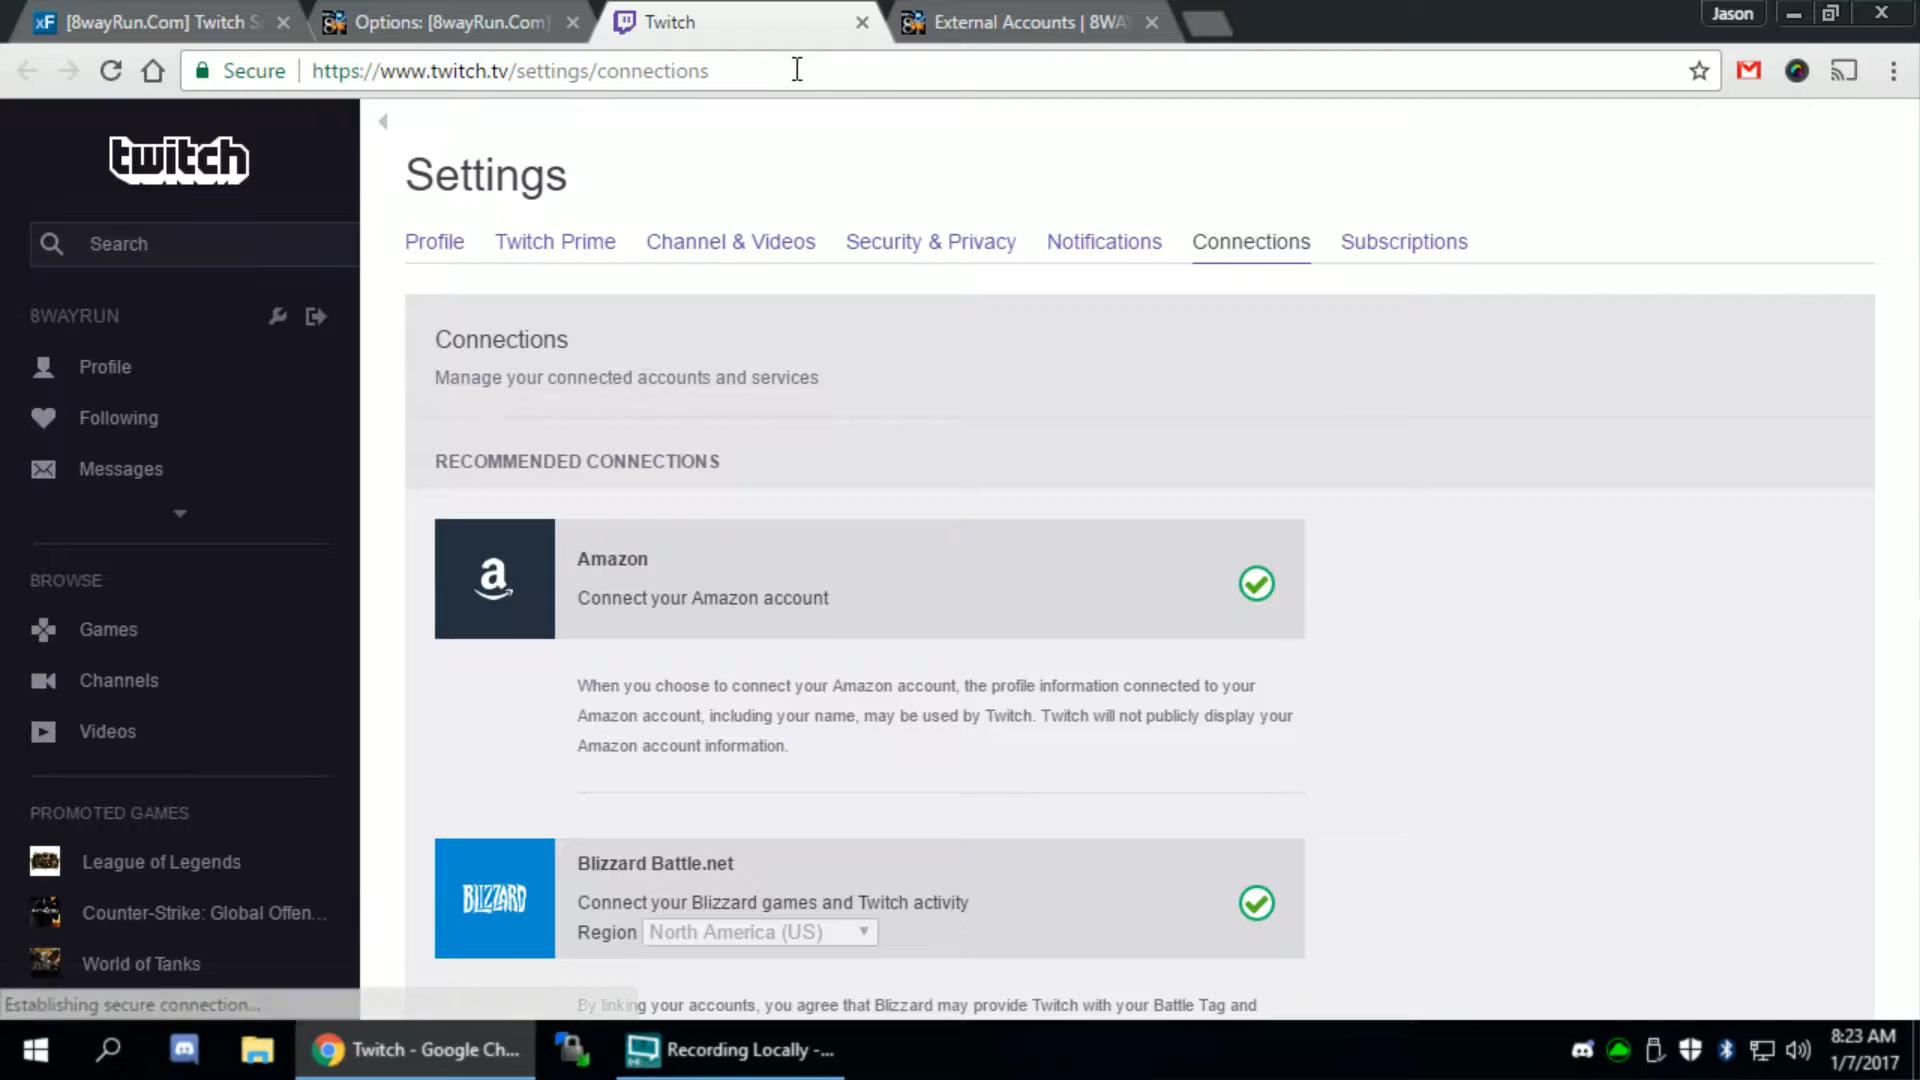 [8wayRun.Com] Twitch S
Options: [8wayRun.Com]
Twitch
External Accounts | 8WA
Jason
Secure
https://www.twitch.tv/settings/connections
twitch
Search
8WAYRUN
Profile
Following
Messages
BROWSE
Games
Channels
Videos
PROMOTED GAMES
League of Legends
Counter-Strike: Global Offen...
World of Tanks
Establishing secure connection...
Settings
Profile
Twitch Prime
Channel & Videos
Security & Privacy
Notifications
Connections
Subscriptions
Connections
Manage your connected accounts and services
RECOMMENDED CONNECTIONS
Amazon
Connect your Amazon account
When you choose to connect your Amazon account, the profile information connected to your
Amazon account, including your name, may be used by Twitch. Twitch will not publicly display your
Amazon account information.
BLIZZARD
Blizzard Battle.net
Connect your Blizzard games and Twitch activity
Region North America (US)
By linking your accounts, you agree that Blizzard may provide Twitch with your Battle Tag and
Twitch - Google Ch...
Recording Locally -...
8:23 AM
1/7/2017